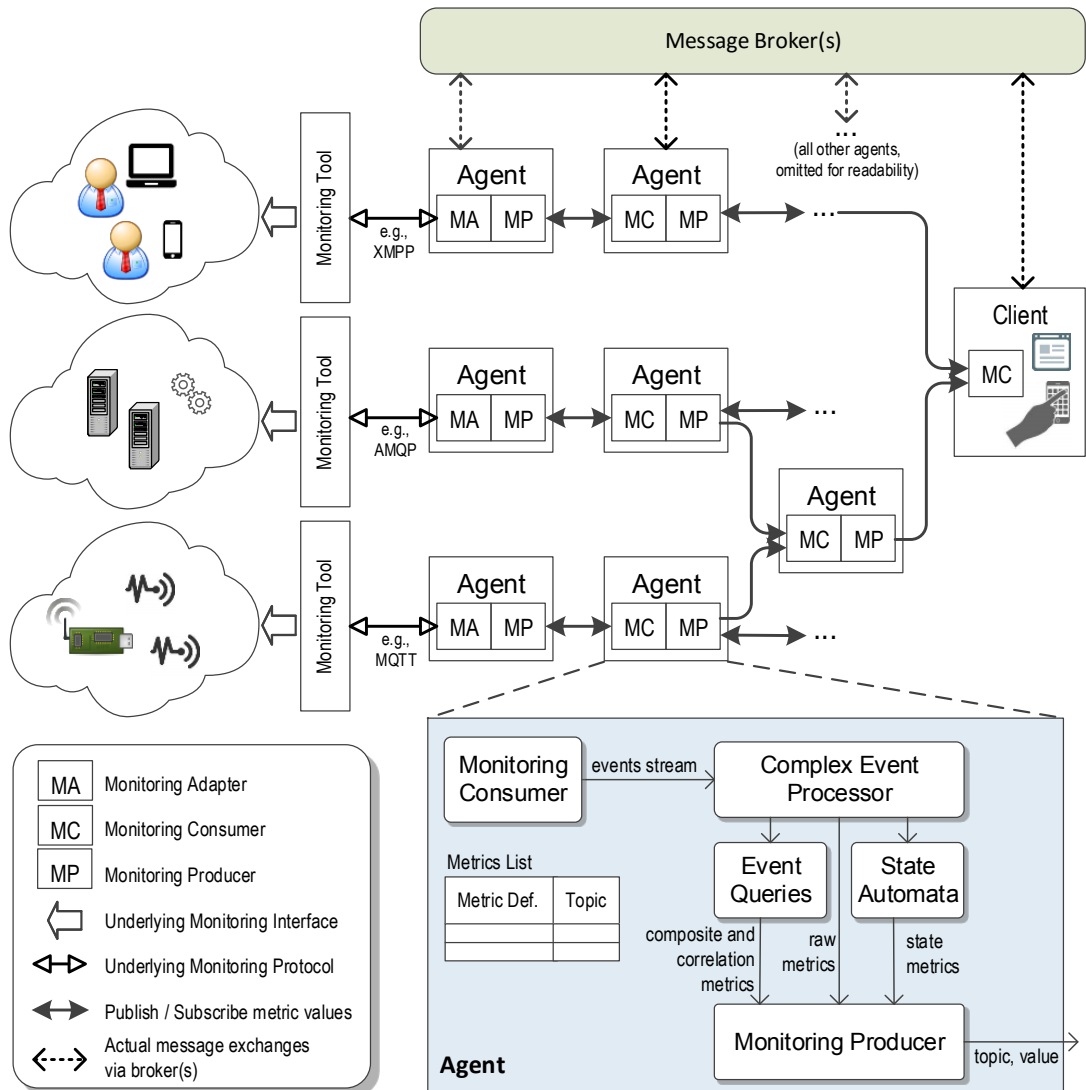 Message Broker(s)
...
(all other agents,
omitted for readability)
Monitoring Tool
e.g.,
XMPP
Agent
MA
MP
Agent
MC
MP
...
Client
MC
Monitoring Tool
e.g.,
AMQP
Agent
MA
MP
Agent
MC
MP
...
Agent
MC
MP
Monitoring Tool
e.g.,
MQTT
Agent
MA
MP
Agent
MC
MP
...
MA
Monitoring Adapter
MC
Monitoring Consumer
MP
Monitoring Producer
Underlying Monitoring Interface
Underlying Monitoring Protocol
Publish / Subscribe metric values
Actual message exchanges
via broker(s)
Monitoring
Consumer
events stream
Complex Event
Processor
Metrics List
Metric Def.
Topic
Event
Queries
State
Automata
composite and
correlation
metrics
raw
metrics
state
metrics
Monitoring Producer
topic, value
Agent